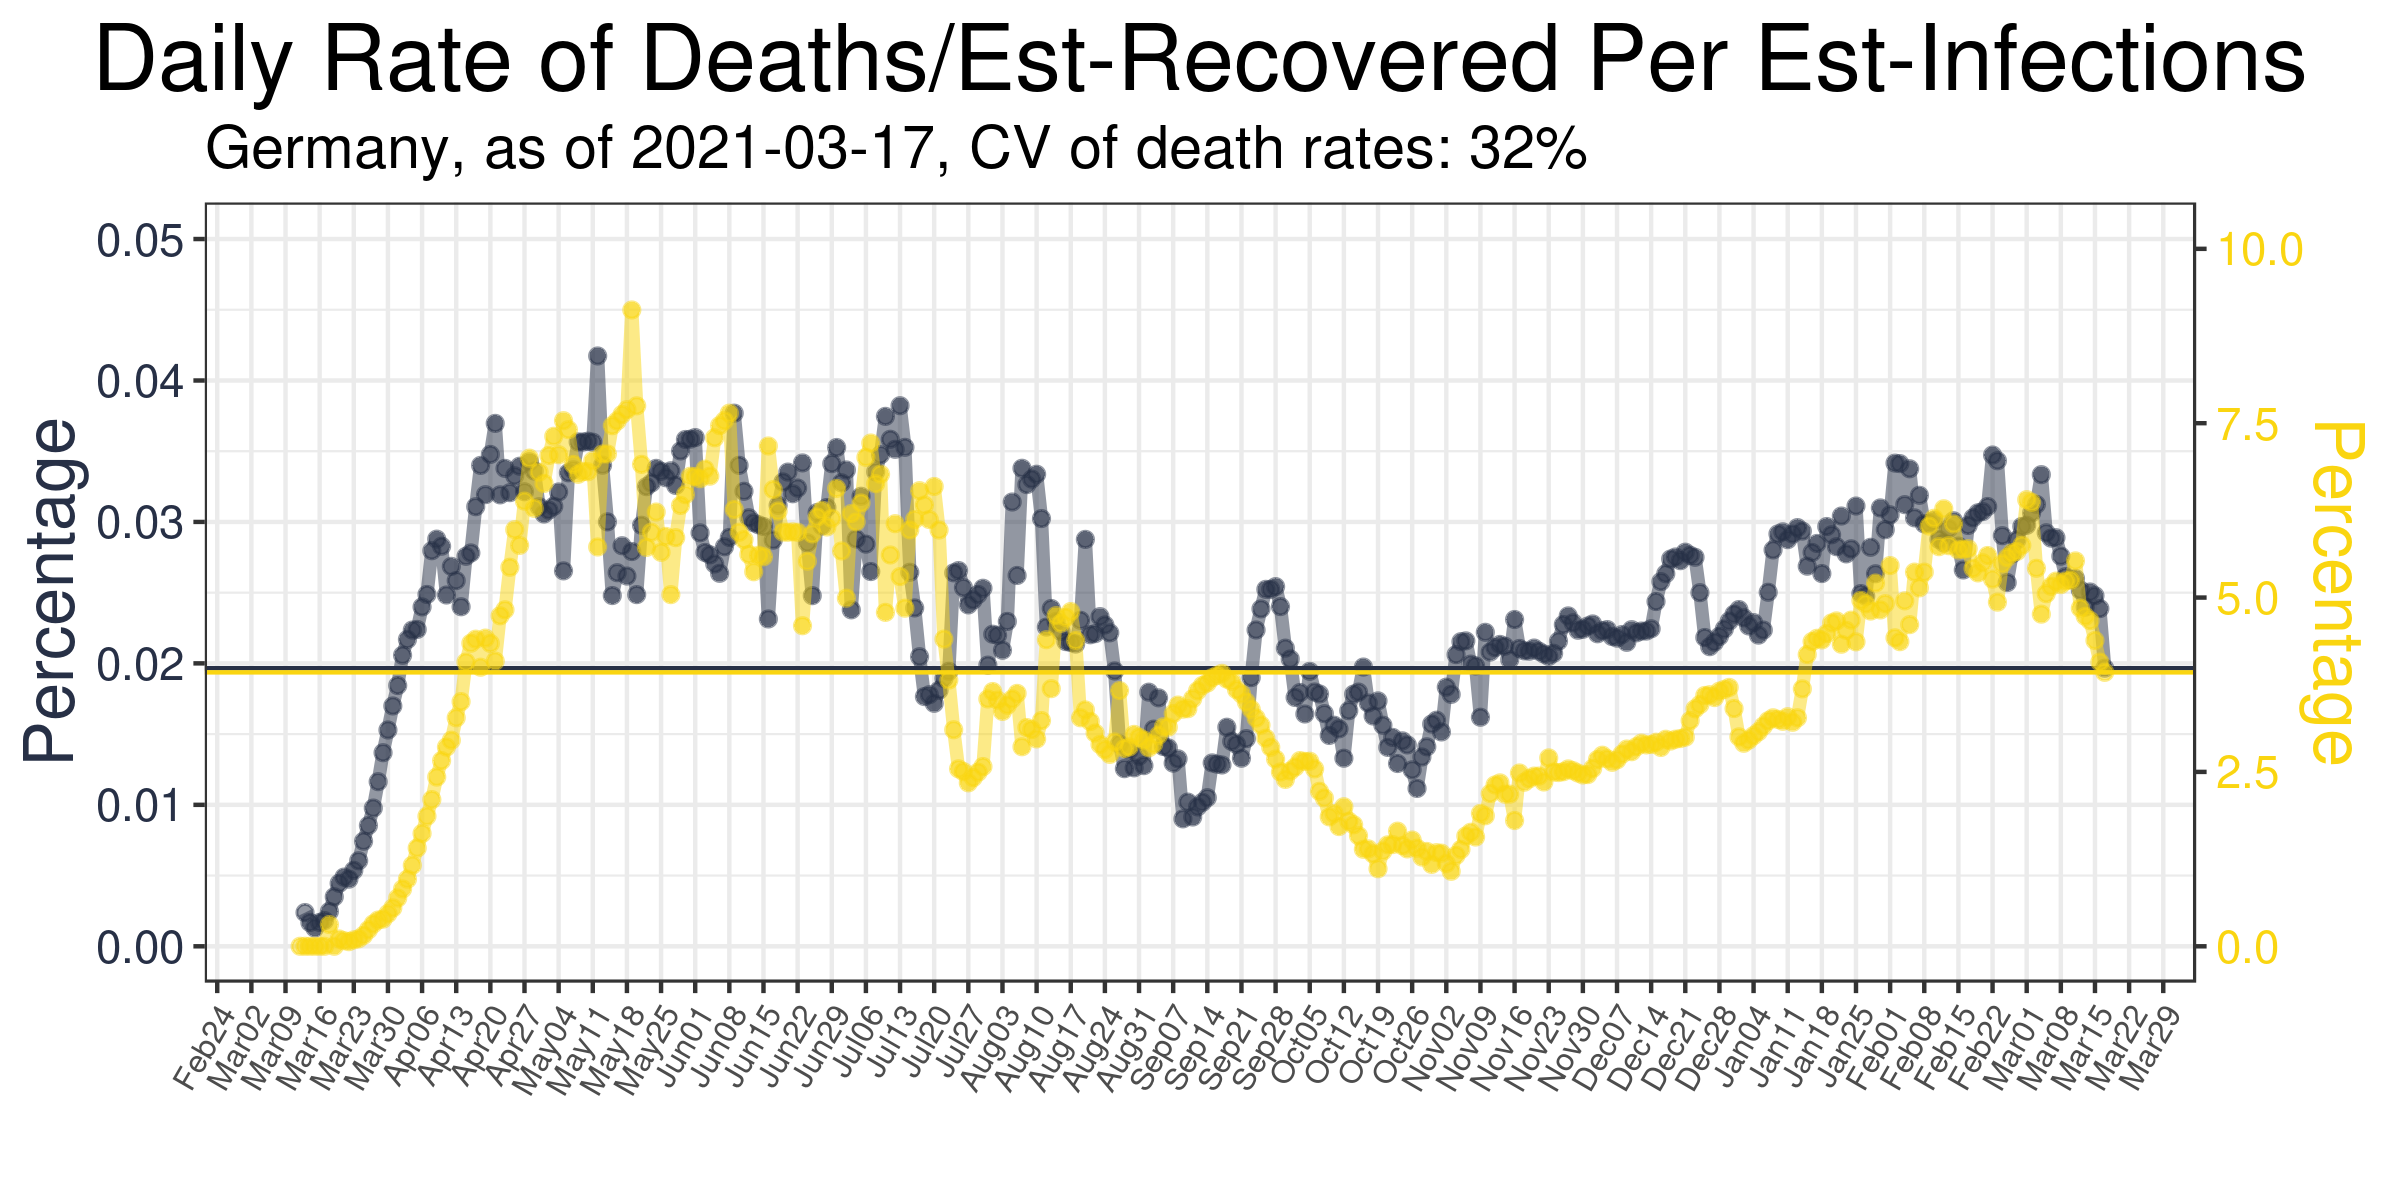 Daily Rate of Deaths/Est-Recovered Per Est-Infections
Germany, as of 2021-03-17, CV of death rates: 32%
Percentage
0.05
0.04
0.03
0.02
0.01
0.00
10.0
7.5
5.0
2.5
0.0
Percentage
Feb24
Mar02
Mar09
Mar16
Mar23
Mar30
Apr06
Apr13
Apr20
Apr27
May04
May11
May18
May25
Jun01
Jun08
Jun15
Jun22
Jun29
Jul06
Jul13
Jul20
Jul27
Aug03
Aug10
Aug17
Aug24
Aug31
Sep07
Sep14
Sep21
Sep28
Oct05
Oct12
Oct19
Oct26
Nov02
Nov09
Nov16
Nov23
Nov30
Dec07
Dec14
Dec21
Dec28
Jan04
Jan11
Jan18
Jan25
Feb01
Feb08
Feb15
Feb22
Mar01
Mar08
Mar15
Mar22
Mar29